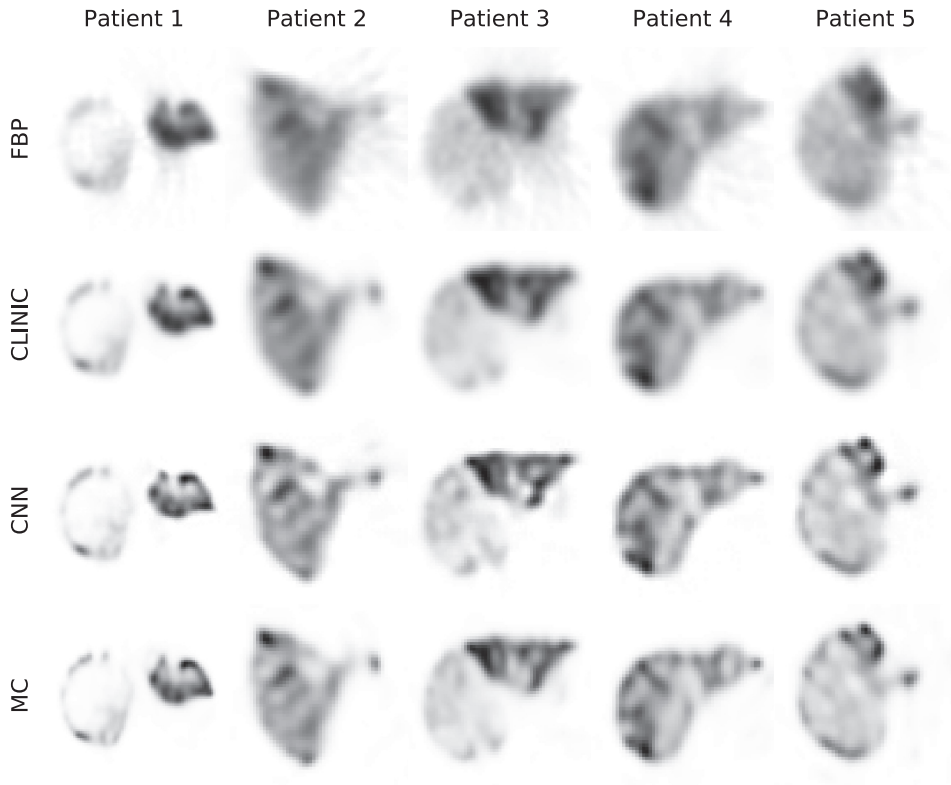 Patient 1 Patient 2 Patient 3 Patient 4 Patient 5
FBP
CLINIC
CNN
MC